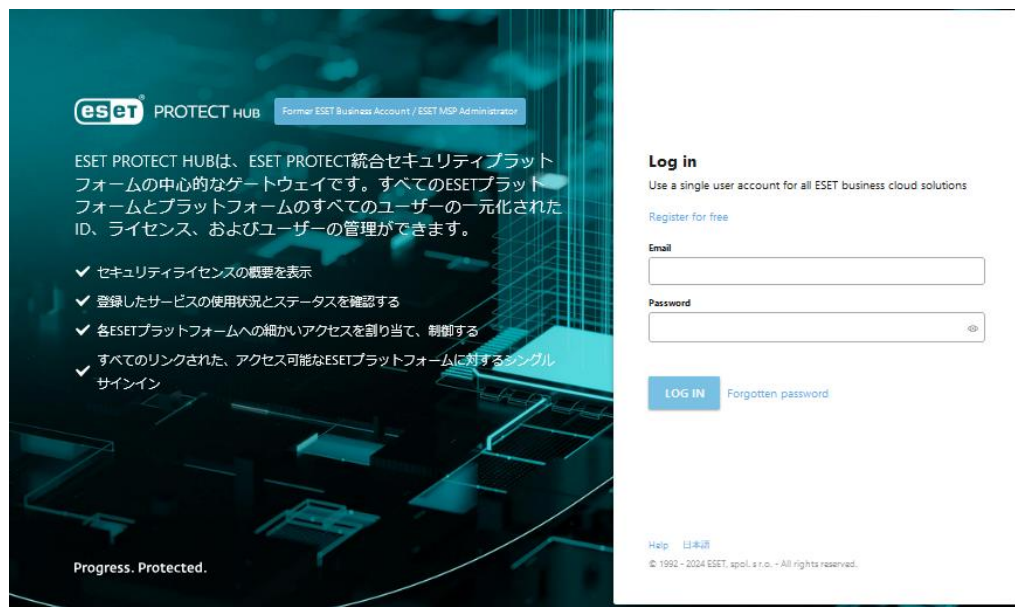 eset® PROTECT HUB
Former ESET Business Account / ESET MSP Administrator
ESET PROTECT HUBは、ESET PROTECT統合セキュリティプラット
フォームの中心的なゲートウェイです。すべてのESETプラット
フォームとプラットフォームのすべてのユーザーの一元化された
ID、ライセンス、およびユーザーの管理ができます。
セキュリティライセンスの概要を表示
登録したサービスの使用状況とステータスを確認する
各ESETプラットフォームへの細かいアクセスを割り当て、制御する
すべてのリンクされた、アクセス可能なESETプラットフォームに対するシングル
サインイン
Progress. Protected.
Log in
Use a single user account for all ESET business cloud solutions
Register for free
Email
Password
LOG IN Forgotten password
Help 日本語
© 1992 - 2024 ESET, spol. s r.o. - All rights reserved.